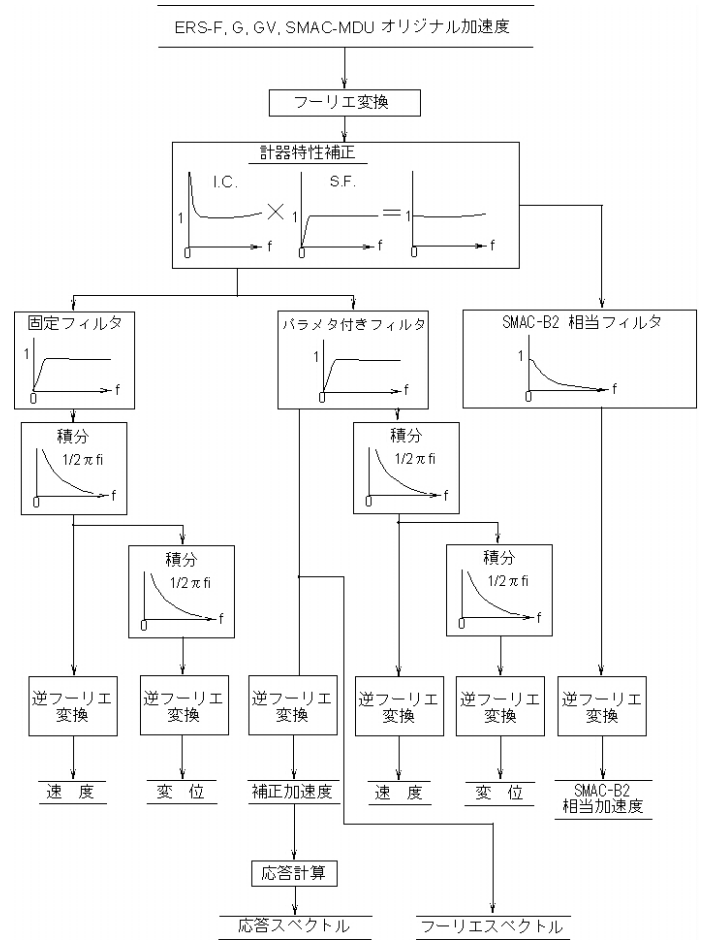 ERS-F, G, GV, SMAC-MDU オリジナル加速度
フーリエ変換
計器特性補正
I.C.
S.F.
1
×
1
=
1
0
f
0
f
0
f
固定フィルタ
1
0
f
パラメタ付きフィルタ
1
0
f
SMAC-B2 相当フィルタ
1
0
f
積分
1/2πfi
0
f
積分
1/2πfi
0
f
積分
1/2πfi
0
f
積分
1/2πfi
0
f
逆フーリエ
変換
逆フーリエ
変換
逆フーリエ
変換
逆フーリエ
変換
逆フーリエ
変換
逆フーリエ
変換
速 度
変 位
補正加速度
速 度
変 位
SMAC-B2
相当加速度
応答計算
応答スペクトル
フーリエスペクトル